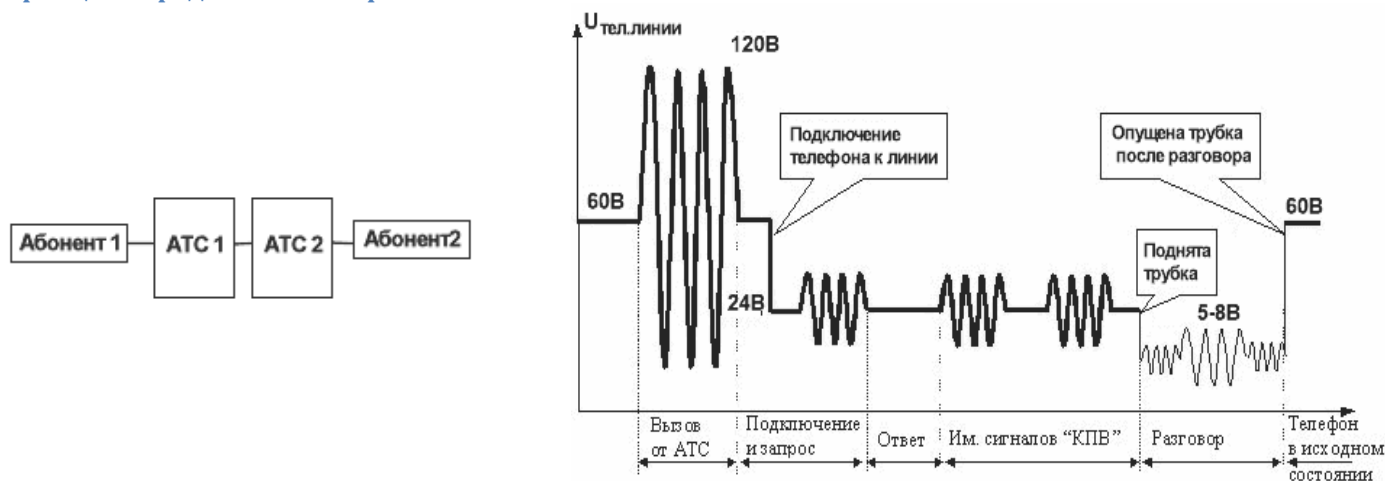 U тел.линии
120В
Подключение
телефона к линии
Опущена трубка
после разговора
60В
60В
Абонент 1
АТС 1
АТС 2
Абонент2
Поднята
трубка
24В
5-8В
Вызов
от АТС
Подключение
и запрос
Ответ
Им. сигналов “КПВ”
Разговор
Телефон
в исходном
состоянии